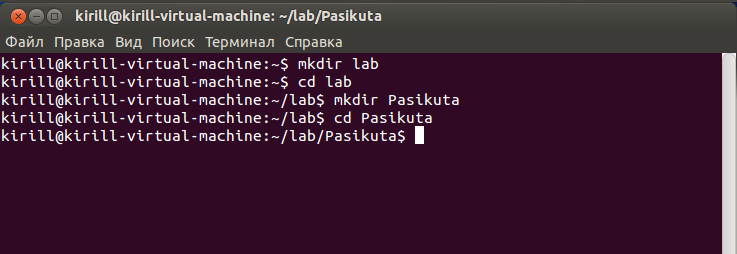 kirill@kirill-virtual-machine: ~/lab/Pasikuta
Файл Правка Вид Поиск Терминал Справка
kirill@kirill-virtual-machine:~$ mkdir lab
kirill@kirill-virtual-machine:~$ cd lab
kirill@kirill-virtual-machine:~/lab$ mkdir Pasikuta
kirill@kirill-virtual-machine:~/lab$ cd Pasikuta
kirill@kirill-virtual-machine:~/lab/Pasikuta$